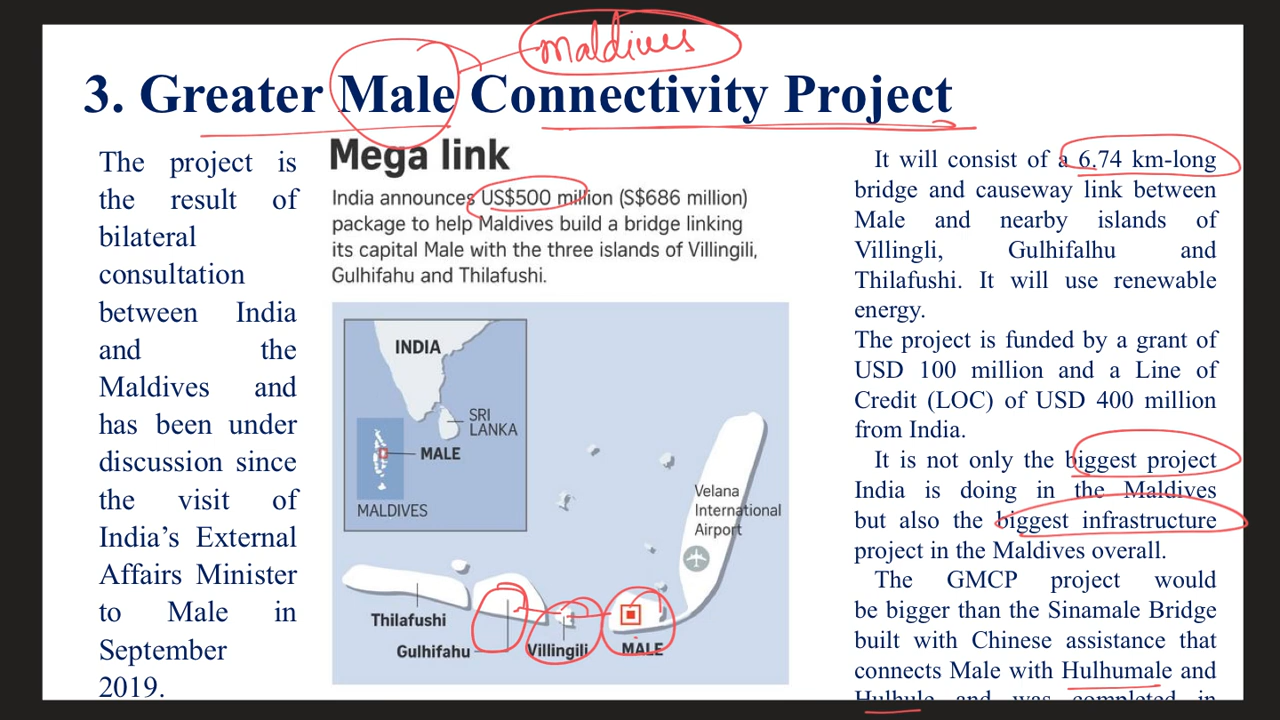 maldives
3. Greater Male Connectivity Project
The project is
the result of
bilateral
consultation
between India
and the
Maldives and
has been under
discussion since
the visit of
India's External
Affairs Minister
to Male in
September
2019.
Mega link
India announces US$500 million (S$686 million)
package to help Maldives build a bridge linking
its capital Male with the three islands of Villingili,
Gulhifahu and Thilafushi.
INDIA
SRI
LANKA
MALE
MALDIVES
Velana
International
Airport
Thilafushi
Gulhifahu
Villingili
MALE
It will consist of a 6.74 km-long
bridge and causeway link between
Male and nearby islands of
Villingli, Gulhifalhu and
Thilafushi. It will use renewable
energy.
The project is funded by a grant of
USD 100 million and a Line of
Credit (LOC) of USD 400 million
from India.
It is not only the biggest project
India is doing in the Maldives
but also the biggest infrastructure
project in the Maldives overall.
The GMCP project would
be bigger than the Sinamale Bridge
built with Chinese assistance that
connects Male with Hulhumale and
Hulhule and was completed in